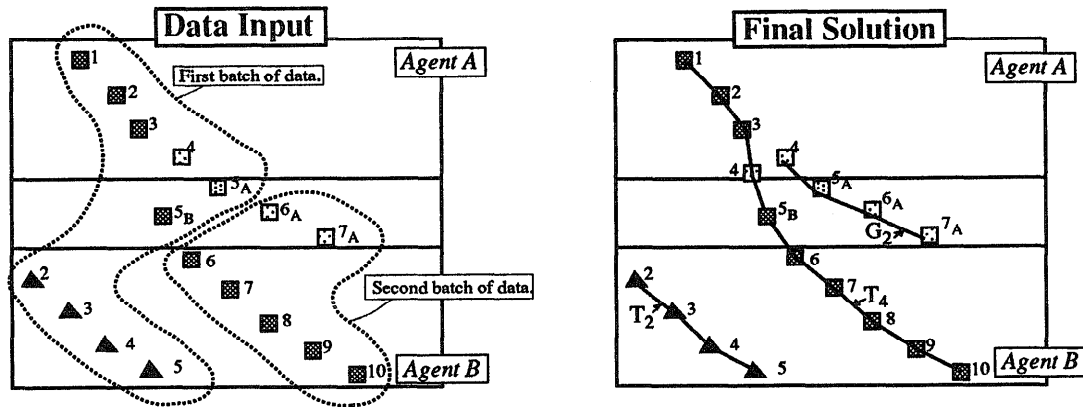 Data Input
Agent A
1
First batch of data.
2
3
4
5A
5B
6A
7A
6
2
7
Second batch of data.
3
8
4
9
5
10
Agent B
Final Solution
Agent A
1
2
3
4
4
5A
5B
6A
G2
7A
6
2
7
T4
T2
3
8
4
9
5
10
Agent B